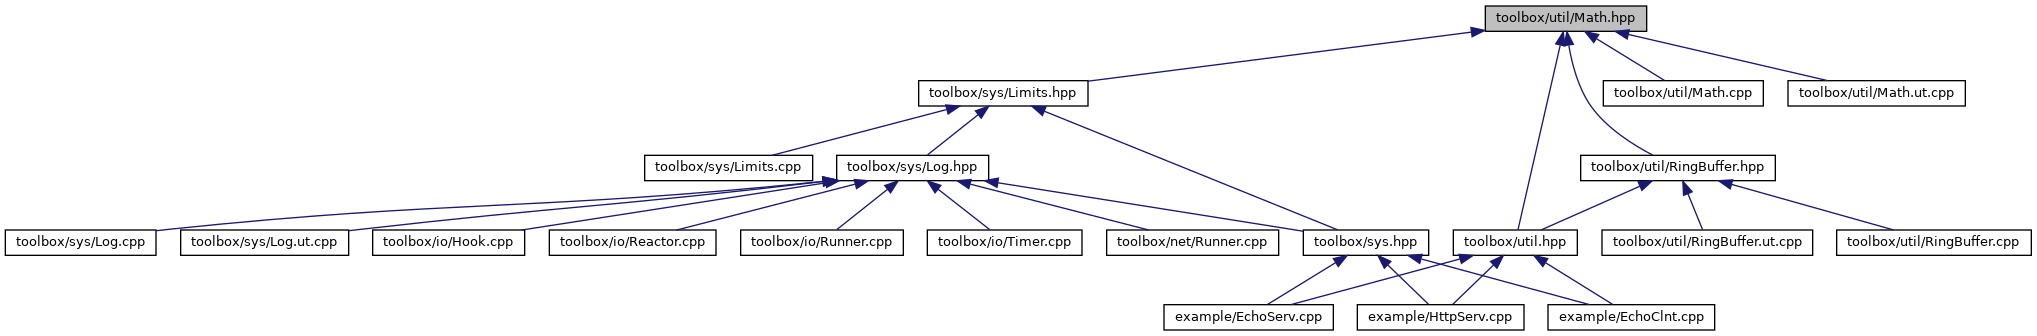 toolbox/util/Math.hpp
toolbox/sys/Limits.hpp
toolbox/util/Math.cpp
toolbox/util/Math.ut.cpp
toolbox/sys/Limits.cpp
toolbox/sys/Log.hpp
toolbox/util/RingBuffer.hpp
toolbox/sys/Log.cpp
toolbox/sys/Log.ut.cpp
toolbox/io/Hook.cpp
toolbox/io/Reactor.cpp
toolbox/io/Runner.cpp
toolbox/io/Timer.cpp
toolbox/net/Runner.cpp
toolbox/sys.hpp
toolbox/util.hpp
toolbox/util/RingBuffer.ut.cpp
toolbox/util/RingBuffer.cpp
example/EchoServ.cpp
example/HttpServ.cpp
example/EchoClnt.cpp